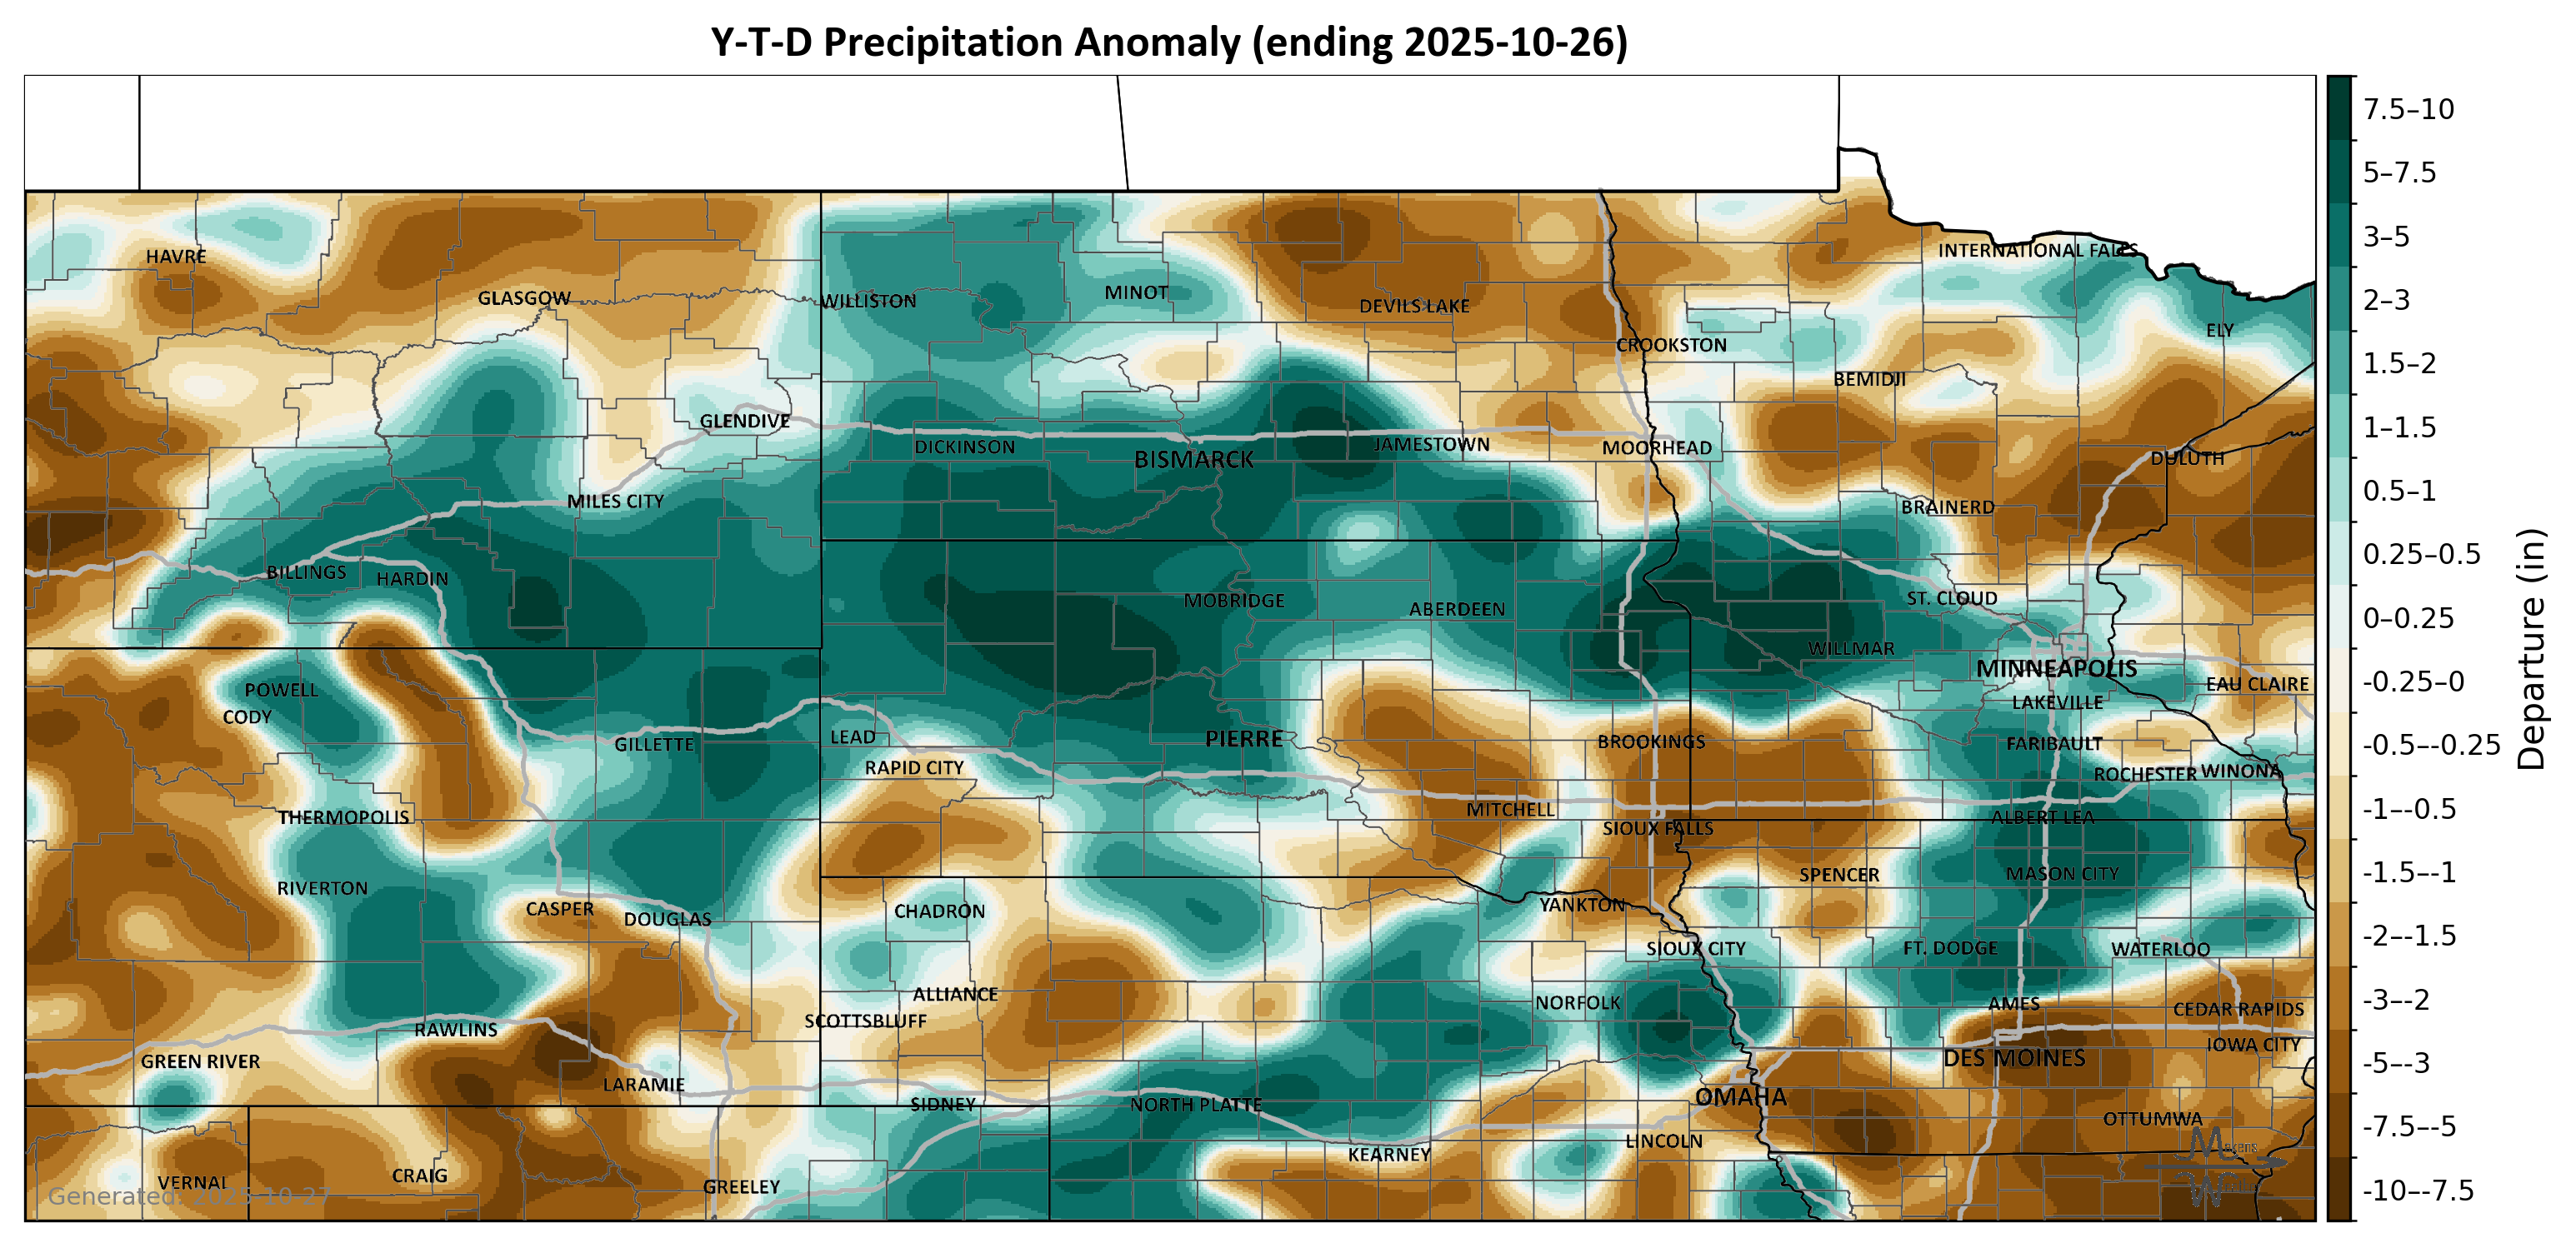 Y-T-D Precipitation Anomaly (ending 2025-10-26)
7.5–10
5–7.5
3–5
2–3
1.5–2
1–1.5
0.5–1
0.25–0.5
0–0.25
-0.25–0
-0.5–-0.25
-1–-0.5
-1.5–-1
-2–-1.5
-3–-2
-5–-3
-7.5–-5
-10–-7.5
Departure (in)
HAVRE
INTERNATIONAL FALLS
GLASGOW
WILLISTON
MINOT
DEVILS LAKE
ELY
CROOKSTON
BEMIDJI
GLENDIVE
DICKINSON
BISMARCK
JAMESTOWN
MOORHEAD
DULUTH
MILES CITY
BRAINERD
BILLINGS
HARDIN
MOBRIDGE
ABERDEEN
ST. CLOUD
WILLMAR
MINNEAPOLIS
POWELL
EAU CLAIRE
CODY
LAKEVILLE
GILLETTE
LEAD
PIERRE
BROOKINGS
FARIBAULT
RAPID CITY
ROCHESTER
WINONA
THERMOPOLIS
MITCHELL
ALBERT LEA
SIOUX FALLS
RIVERTON
SPENCER
MASON CITY
CASPER
DOUGLAS
CHADRON
YANKTON
SIOUX CITY
FT. DODGE
WATERLOO
ALLIANCE
NORFOLK
AMES
CEDAR RAPIDS
SCOTTSBLUFF
RAWLINS
IOWA CITY
GREEN RIVER
DES MOINES
LARAMIE
SIDNEY
NORTH PLATTE
OMAHA
OTTUMWA
LINCOLN
KEARNEY
VERNAL
CRAIG
GREELEY
Generated: 2025-10-27